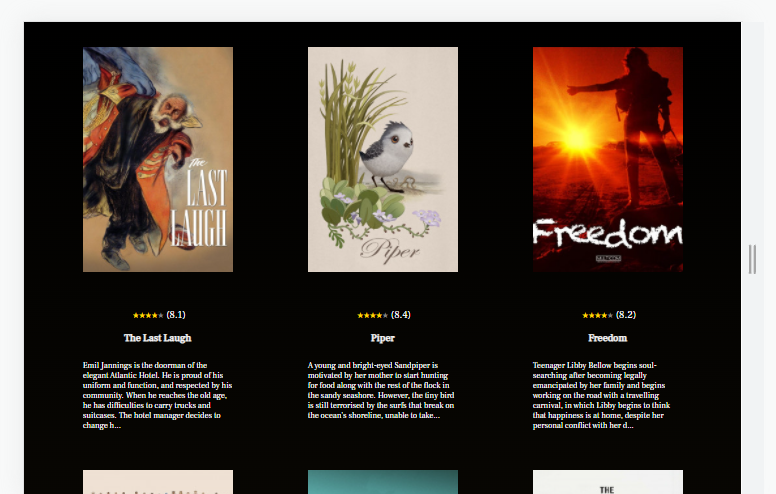 the
LAST
LAUGH
Piper
Freedom
(8.1)
(8.4)
(8.2)
The Last Laugh
Piper
Freedom
Emil Jannings is the doorman of the
elegant Atlantic Hotel. He is proud of his
uniform and function, and respected by his
community. When he reaches the old age,
he has difficulties to carry trucks and
suitcases. The hotel manager decides to
change h...
A young and bright-eyed Sandpiper is
motivated by her mother to start hunting
for food along with the rest of the flock in
the sandy seashore. However, the tiny bird
is still terrorised by the surfs that break on
the ocean's shoreline, unable to take...
Teenager Libby Bellow begins soul-
searching after becoming legally
emancipated by her family and begins
working on the road with a travelling
carnival, in which Libby begins to think
that happiness is at home, despite her
personal conflict with her d...
THE